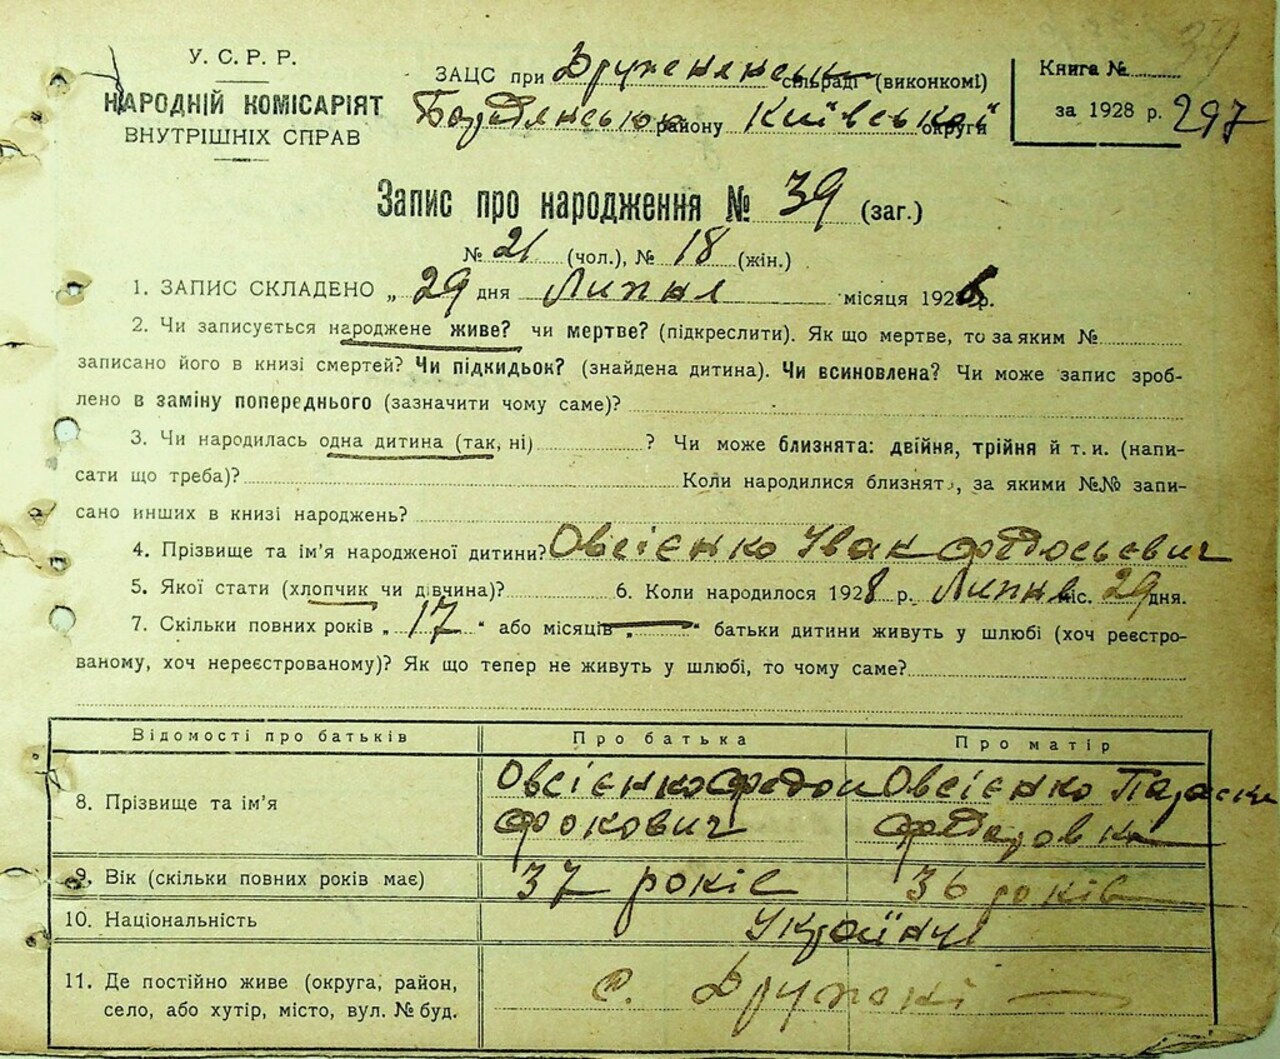 39
У. С. Р. Р.
НАРОДНІЙ КОМІСАРІЯТ
ВНУТРІШНІХ СПРАВ
ЗАЦС при сільраді (виконкомі)
району Київської округи
Книга №
за 1928 р. 297
Запис про народження № 39 (заг.)
№ 21 (чол.), № 18 (жін.)
1. ЗАПИС СКЛАДЕНО „ 29 дня Липня місяця 1928 р.
2. Чи записується народжене живе? чи мертве? (підкреслити). Як що мертве, то за яким №
записано його в книзі смертей? Чи підкидьок? (знайдена дитина). Чи всиновлена? Чи може запис зроб-
лено в заміну попереднього (зазначити чому саме)?
3. Чи народилась одна дитина (так, ні) ? Чи може близнята: двійня, трійня й т. и. (напи-
сати що треба)? Коли народилися близнят, за якими №№ запи-
сано инших в книзі народжень?
4. Прізвище та ім'я народженої дитини? Овсієнко Іван Федосьевич
5. Якої стати (хлопчик чи дівчина)? 6. Коли народилося 1928 р. Липня міс. 29 дня.
7. Скільки повних років „ 17 " або місяців „ — " батьки дитини живуть у шлюбі (хоч реєстро-
ваному, хоч нереєстрованому)? Як що тепер не живуть у шлюбі, то чому саме?
Відомості про батьків Про батька Про матір
8. Прізвище та ім'я Овсієнко Федос Фокович Овсієнко Параска
9. Вік (скільки повних років має) 37 років 36 років
10. Національність Українці
11. Де постійно живе (округа, район, с. Дружні
село, або хутір, місто, вул. № буд.